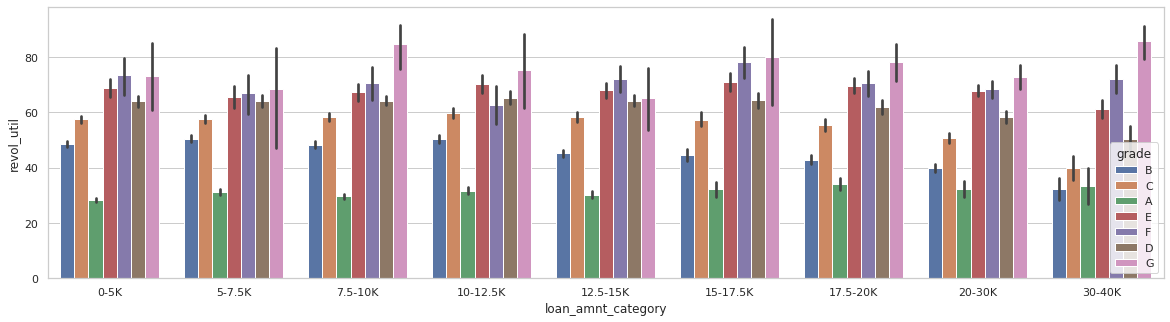 80
60
40
20
0
revol_util
0-5K
5-7.5K
7.5-10K
10-12.5K
12.5-15K
15-17.5K
17.5-20K
20-30K
30-40K
loan_amnt_category
grade
B
C
A
E
F
D
G